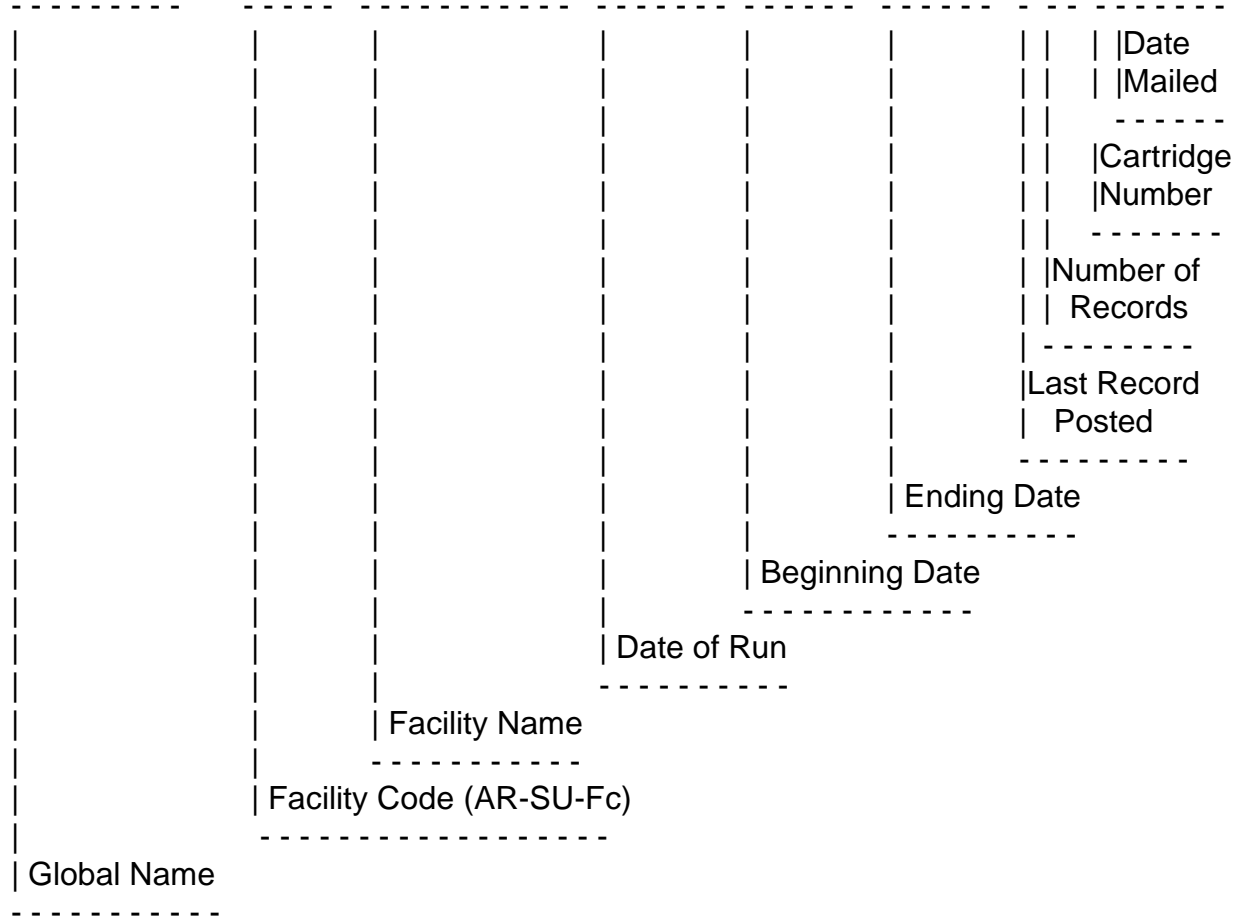 Date
Mailed
Cartridge
Number
Number of
Records
Last Record
Posted
Ending Date
Beginning Date
Date of Run
Facility Name
Facility Code (AR-SU-Fc)
Global Name